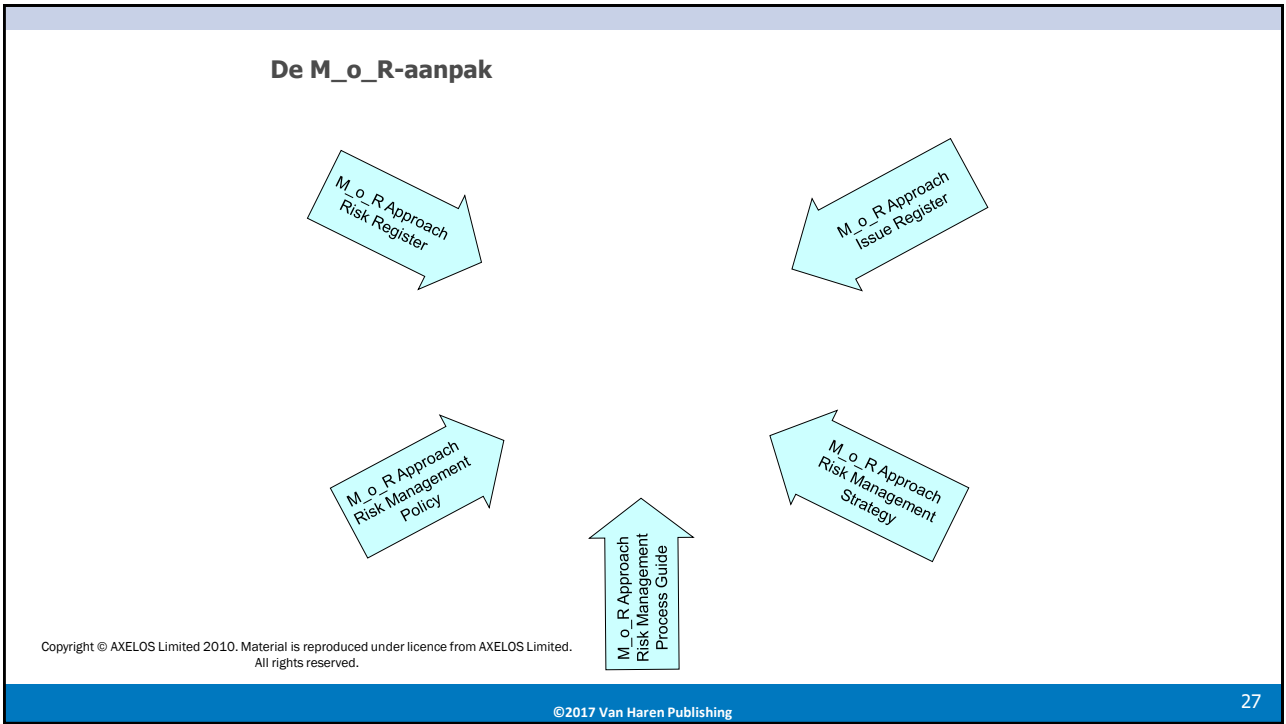 De M_o_R-aanpak
M_o_R Approach
Risk Register
M_o_R Approach
Issue Register
M_o_R Approach
Risk Management
Policy
M_o_R Approach
Risk Management
Process Guide
M_o_R Approach
Risk Management
Strategy
Copyright © AXELOS Limited 2010. Material is reproduced under licence from AXELOS Limited.
All rights reserved.
©2017 Van Haren Publishing
27